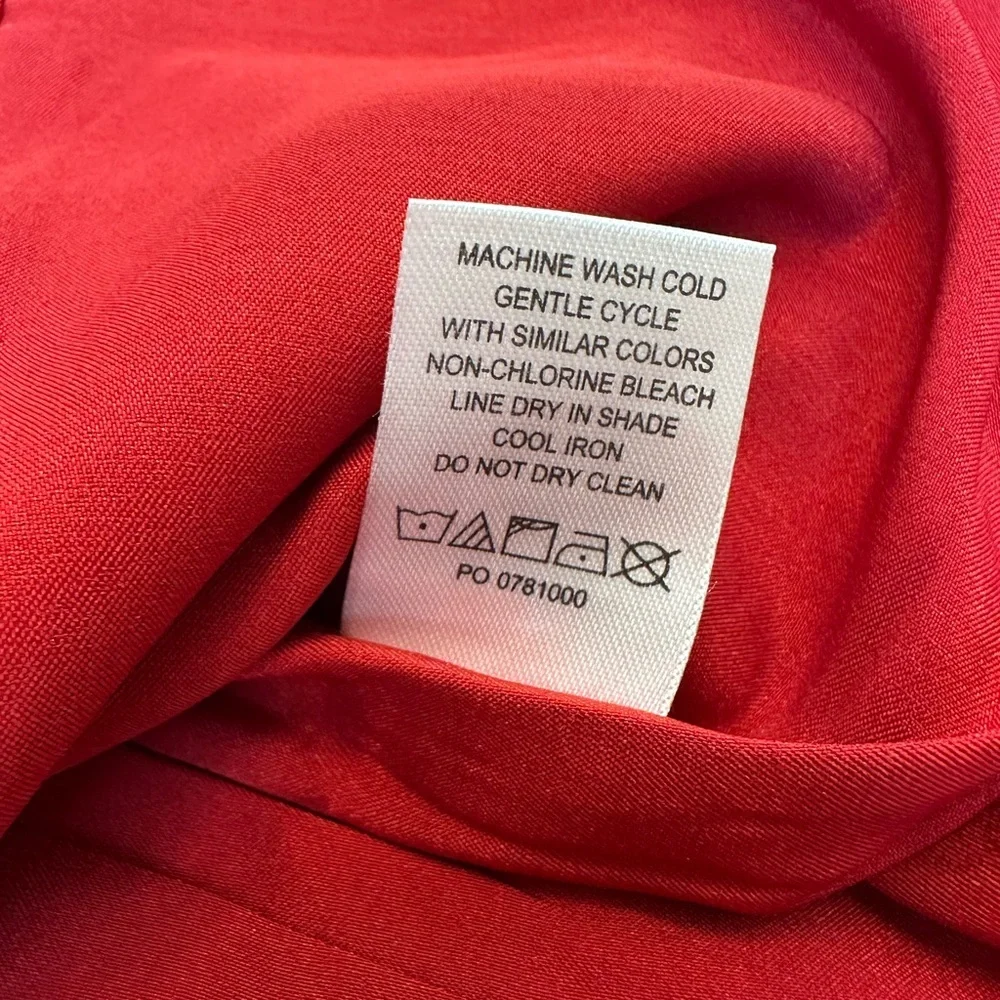 MACHINE WASH COLD
GENTLE CYCLE
WITH SIMILAR COLORS
NON-CHLORINE BLEACH
LINE DRY IN SHADE
COOL IRON
DO NOT DRY CLEAN
PO 0781000